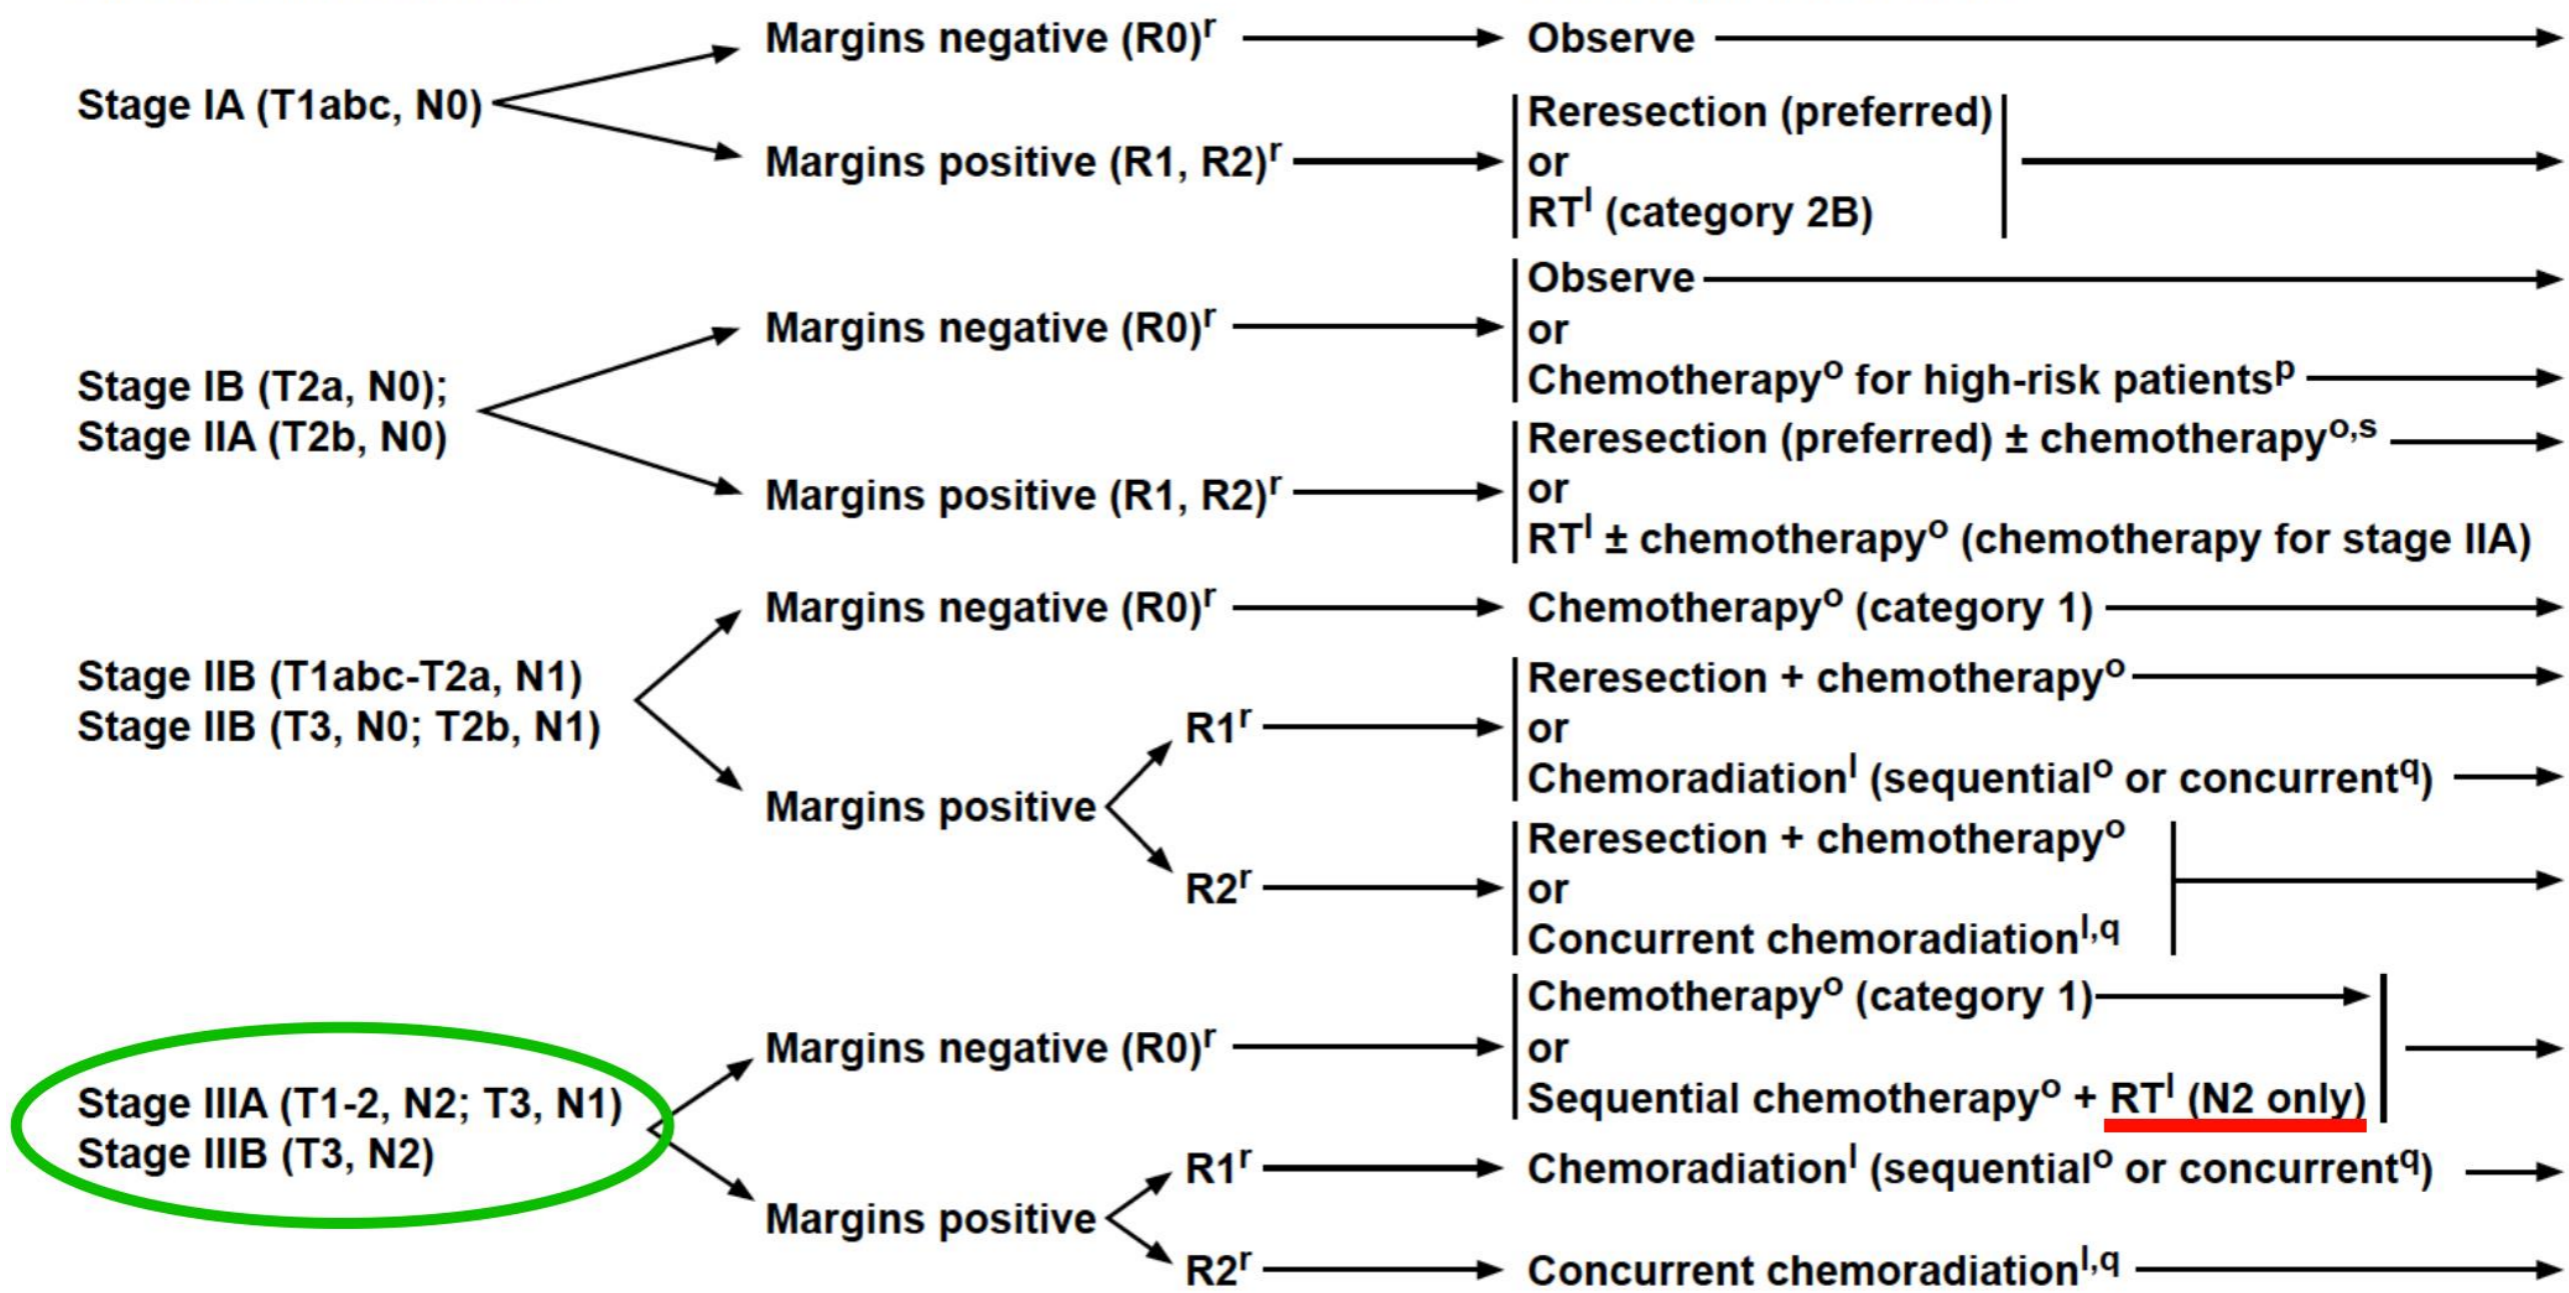 Margins negative (R0)r
Observe
Stage IA (T1abc, N0)
Margins positive (R1, R2)r
Reresection (preferred)
or
RTl (category 2B)
Stage IB (T2a, N0);
Stage IIA (T2b, N0)
Margins negative (R0)r
Observe
or
Chemotherapyo for high-risk patientsp
Margins positive (R1, R2)r
Reresection (preferred) ± chemotherapyo,s
or
RTl ± chemotherapyo (chemotherapy for stage IIA)
Stage IIB (T1abc-T2a, N1)
Stage IIB (T3, N0; T2b, N1)
Margins negative (R0)r
Chemotherapyo (category 1)
Margins positive
R1r
Reresection + chemotherapyo
or
Chemoradiationl (sequentialo or concurrentq)
R2r
Reresection + chemotherapyo
or
Concurrent chemoradiationl,q
Stage IIIA (T1-2, N2; T3, N1)
Stage IIIB (T3, N2)
Margins negative (R0)r
Chemotherapyo (category 1)
or
Sequential chemotherapyo + RTl (N2 only)
Margins positive
R1r
Chemoradiationl (sequentialo or concurrentq)
R2r
Concurrent chemoradiationl,q